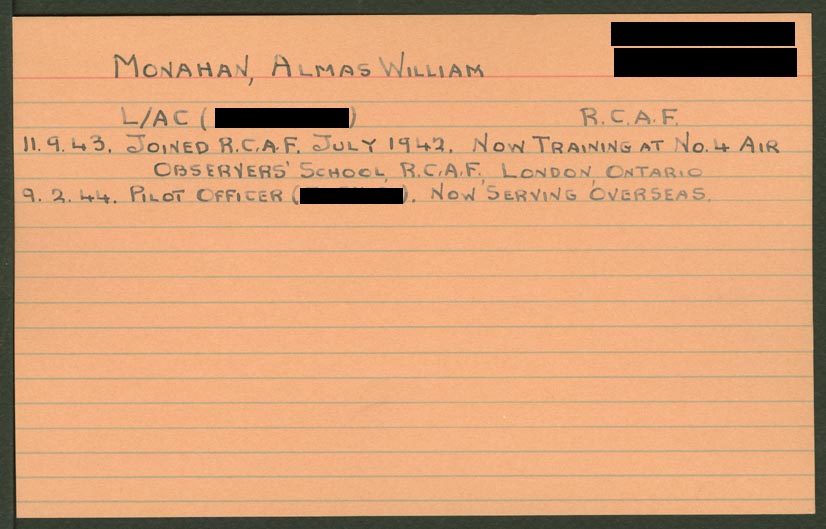 MONAHAN, ALMAS WILLIAM
L/AC ( ) R.C.A.F.
11.9.43. JOINED R.C.A.F. JULY 1942. NOW TRAINING AT NO.4 AIR
OBSERVERS' SCHOOL, R.C.A.F. LONDON, ONTARIO
9.2.44. PILOT OFFICER ( ). NOW SERVING OVERSEAS.